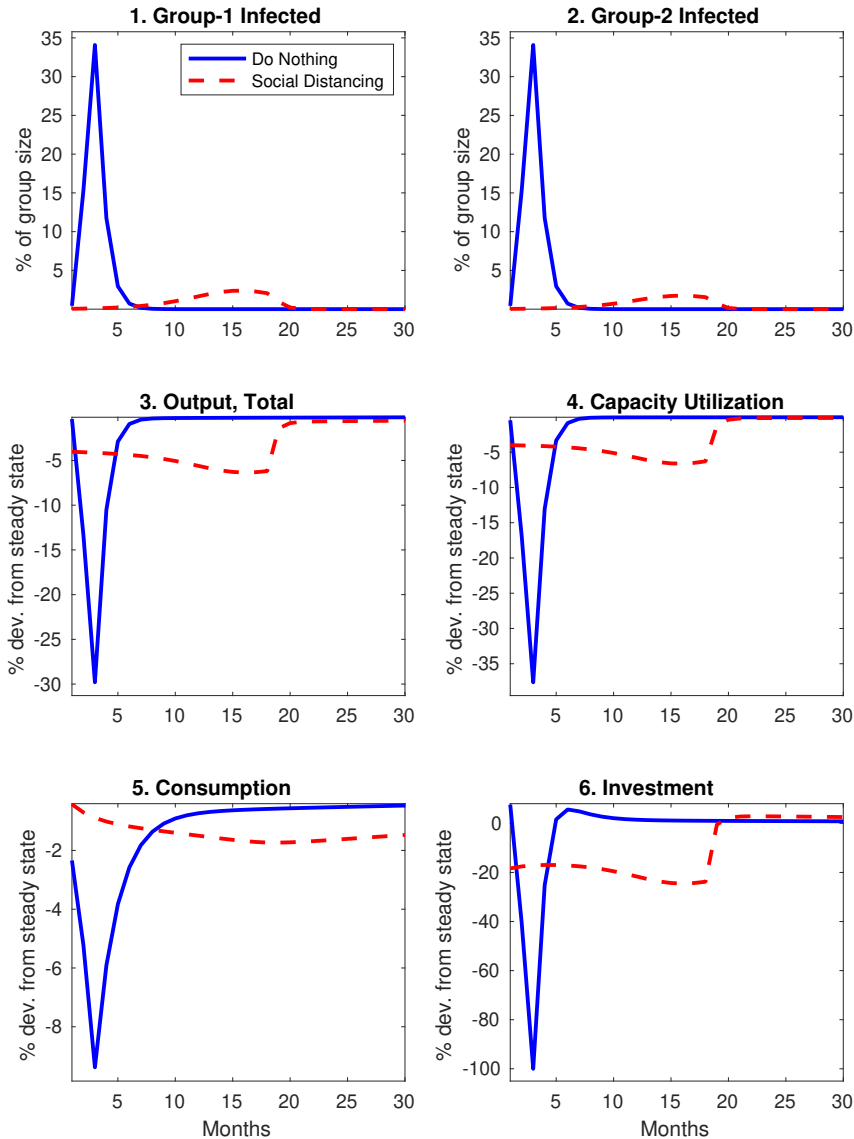 1. Group-1 Infected
% of group size
35
30
25
20
15
10
5
5 10 15 20 25 30
Do Nothing
Social Distancing
2. Group-2 Infected
% of group size
35
30
25
20
15
10
5
5 10 15 20 25 30
3. Output, Total
% dev. from steady state
-5
-10
-15
-20
-25
-30
5 10 15 20 25 30
4. Capacity Utilization
% dev. from steady state
-5
-10
-15
-20
-25
-30
-35
5 10 15 20 25 30
5. Consumption
% dev. from steady state
-2
-4
-6
-8
5 10 15 20 25 30
Months
6. Investment
% dev. from steady state
0
-20
-40
-60
-80
-100
5 10 15 20 25 30
Months